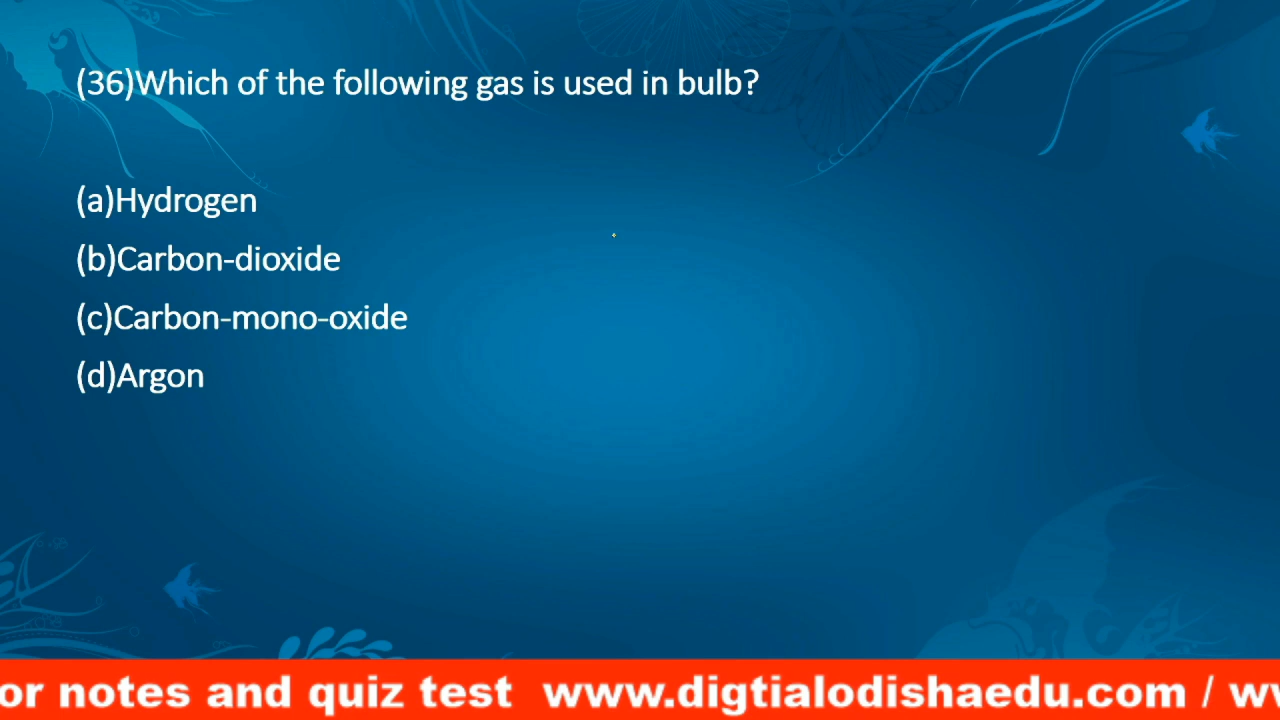 (36)Which of the following gas is used in bulb?
(a)Hydrogen
(b)Carbon-dioxide
(c)Carbon-mono-oxide
(d)Argon
or notes and quiz test www.digtialodishaedu.com /